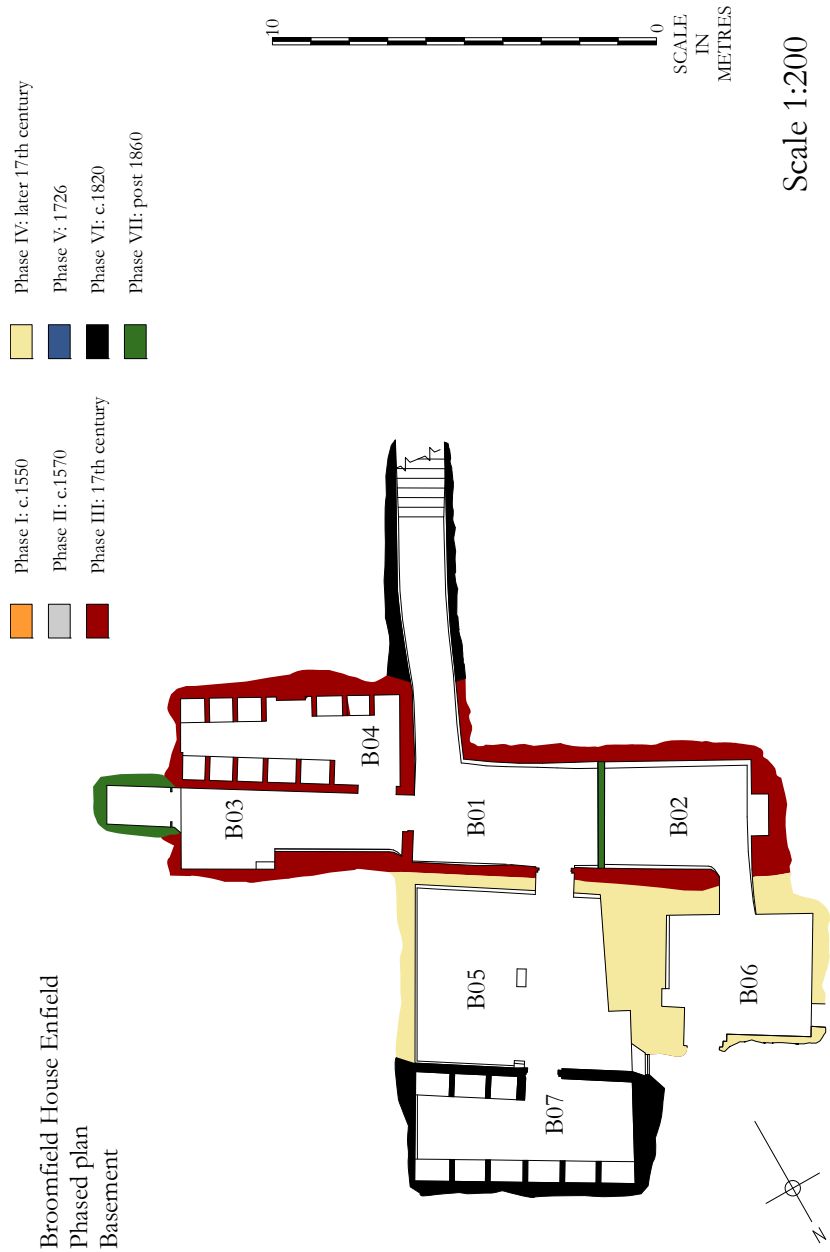 Broomfield House Enfield
Phased plan
Basement
Phase I: c.1550
Phase II: c.1570
Phase III: 17th century
Phase IV: later 17th century
Phase V: 1726
Phase VI: c.1820
Phase VII: post 1860
B03
B04
B01
B02
B05
B06
B07
N
10
0
SCALE
IN
METRES
Scale 1:200